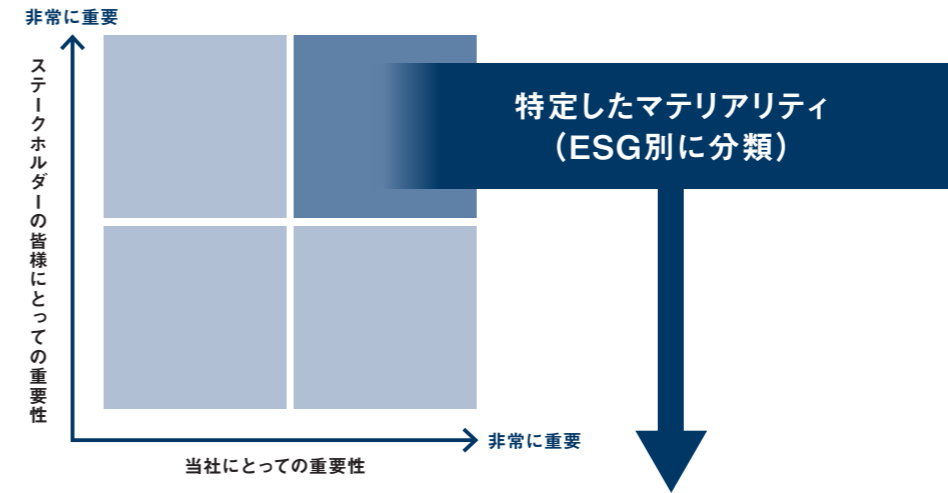 非常に重要
ステークホルダーの皆様にとっての重要性
特定したマテリアリティ
(ESG別に分類)
非常に重要
当社にとっての重要性